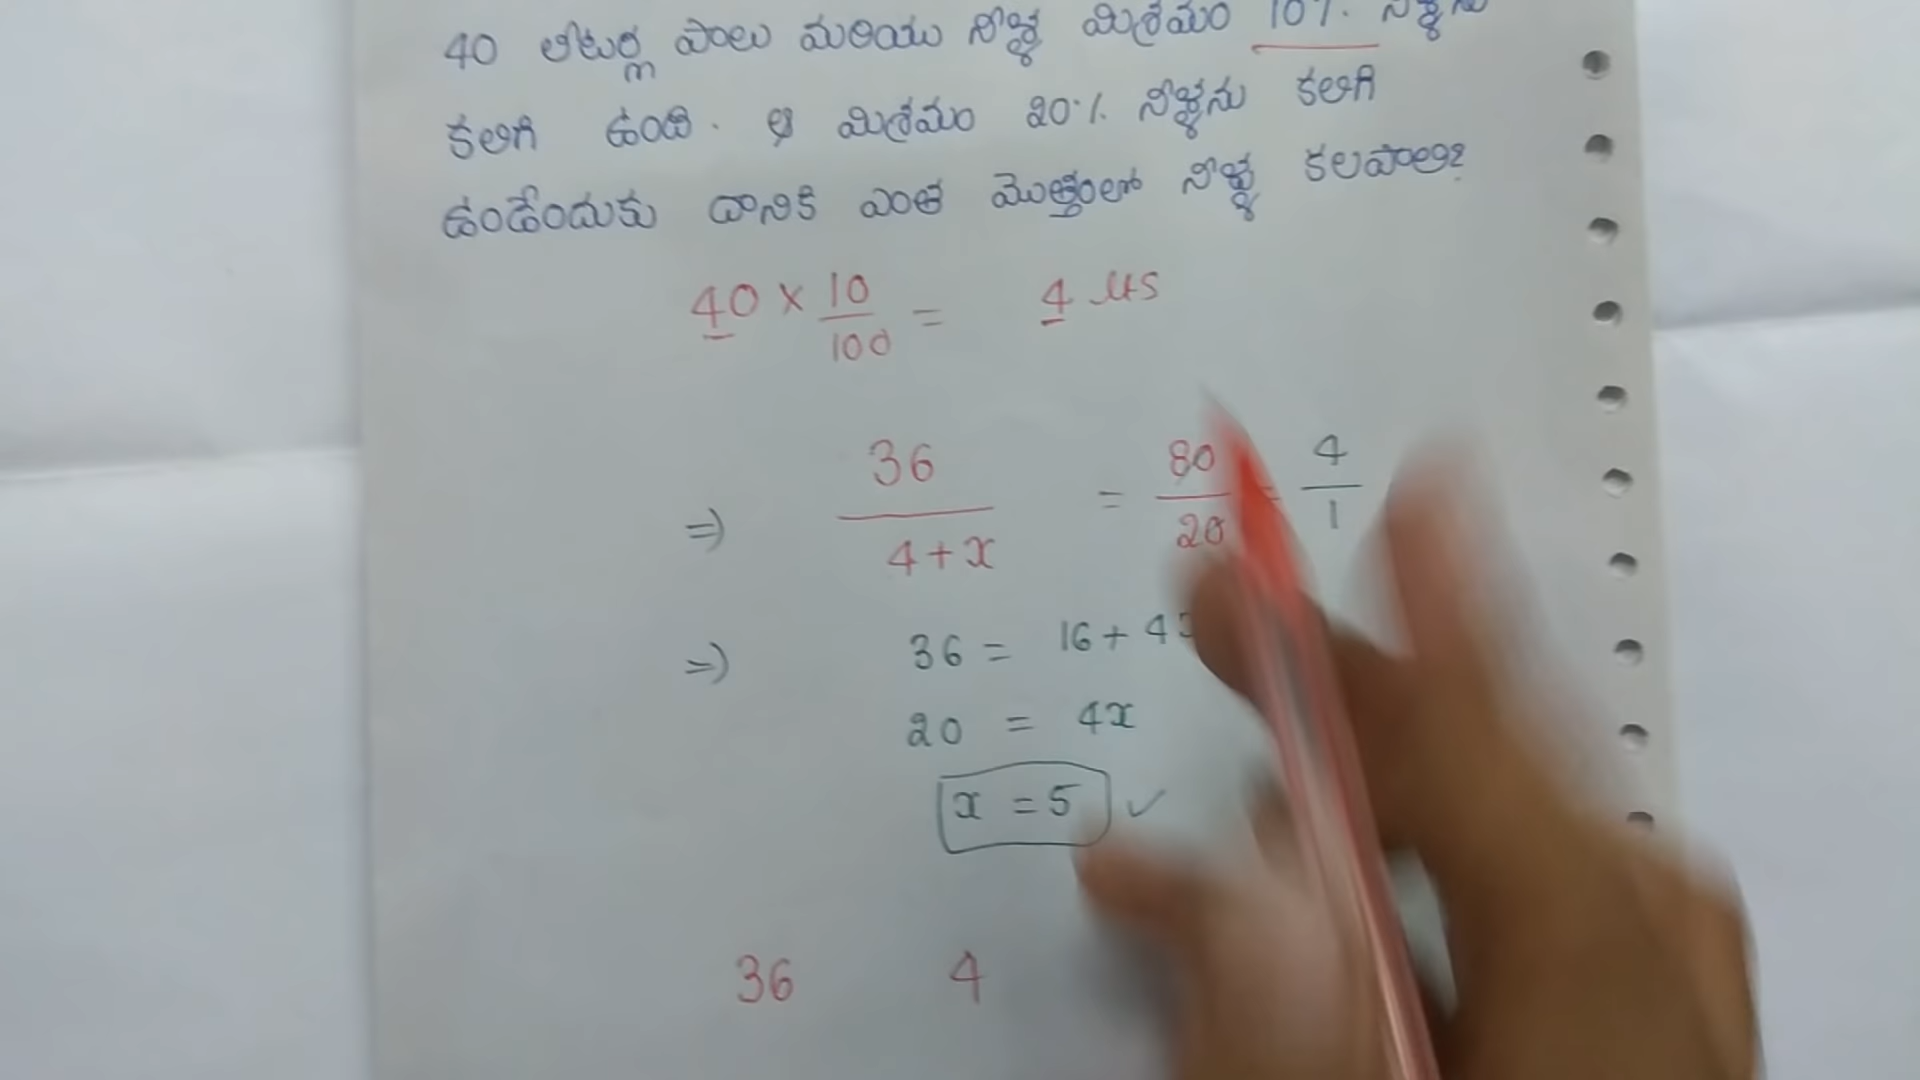 40 లీటర్ల పాలు మరియు నీళ్ళ మిశ్రమం 10%. నీళ్ళను
కలిగి ఉంది. ఆ మిశ్రమం 20%. నీళ్ళను కలిగి
ఉండేందుకు దానికి ఎంత మొత్తంలో నీళ్ళ కలపాలి?
40 × 10/100 = 4 lts
⇒ 36/(4+x) = 80/20 = 4/1
⇒ 36 = 16 + 4x
20 = 4x
x = 5 ✓
36 4